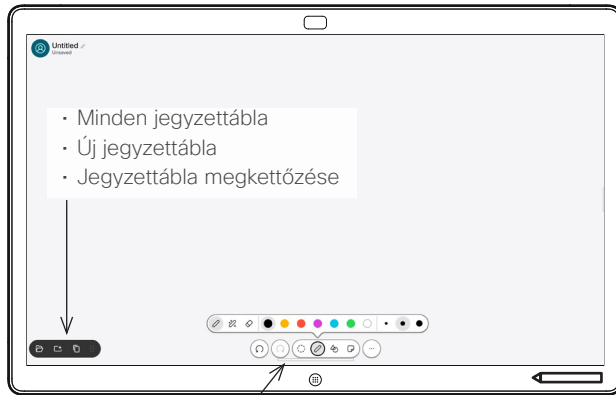 Untitled
Unsaved
· Minden jegyzettábla
· Új jegyzettábla
· Jegyzettábla megkettőzése